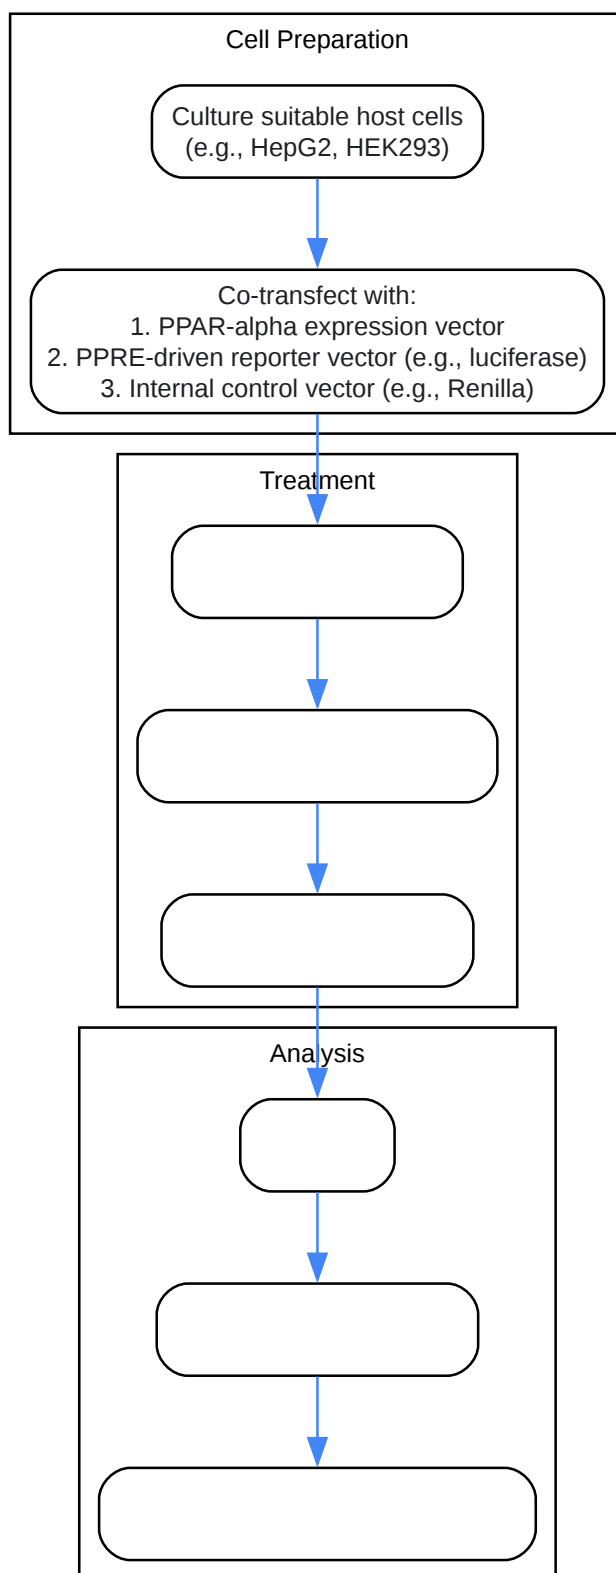 Cell Preparation
Culture suitable host cells
(e.g., HepG2, HEK293)
Co-transfect with:
1. PPAR-alpha expression vector
2. PPRE-driven reporter vector (e.g., luciferase)
3. Internal control vector (e.g., Renilla)
Treatment
Analysis